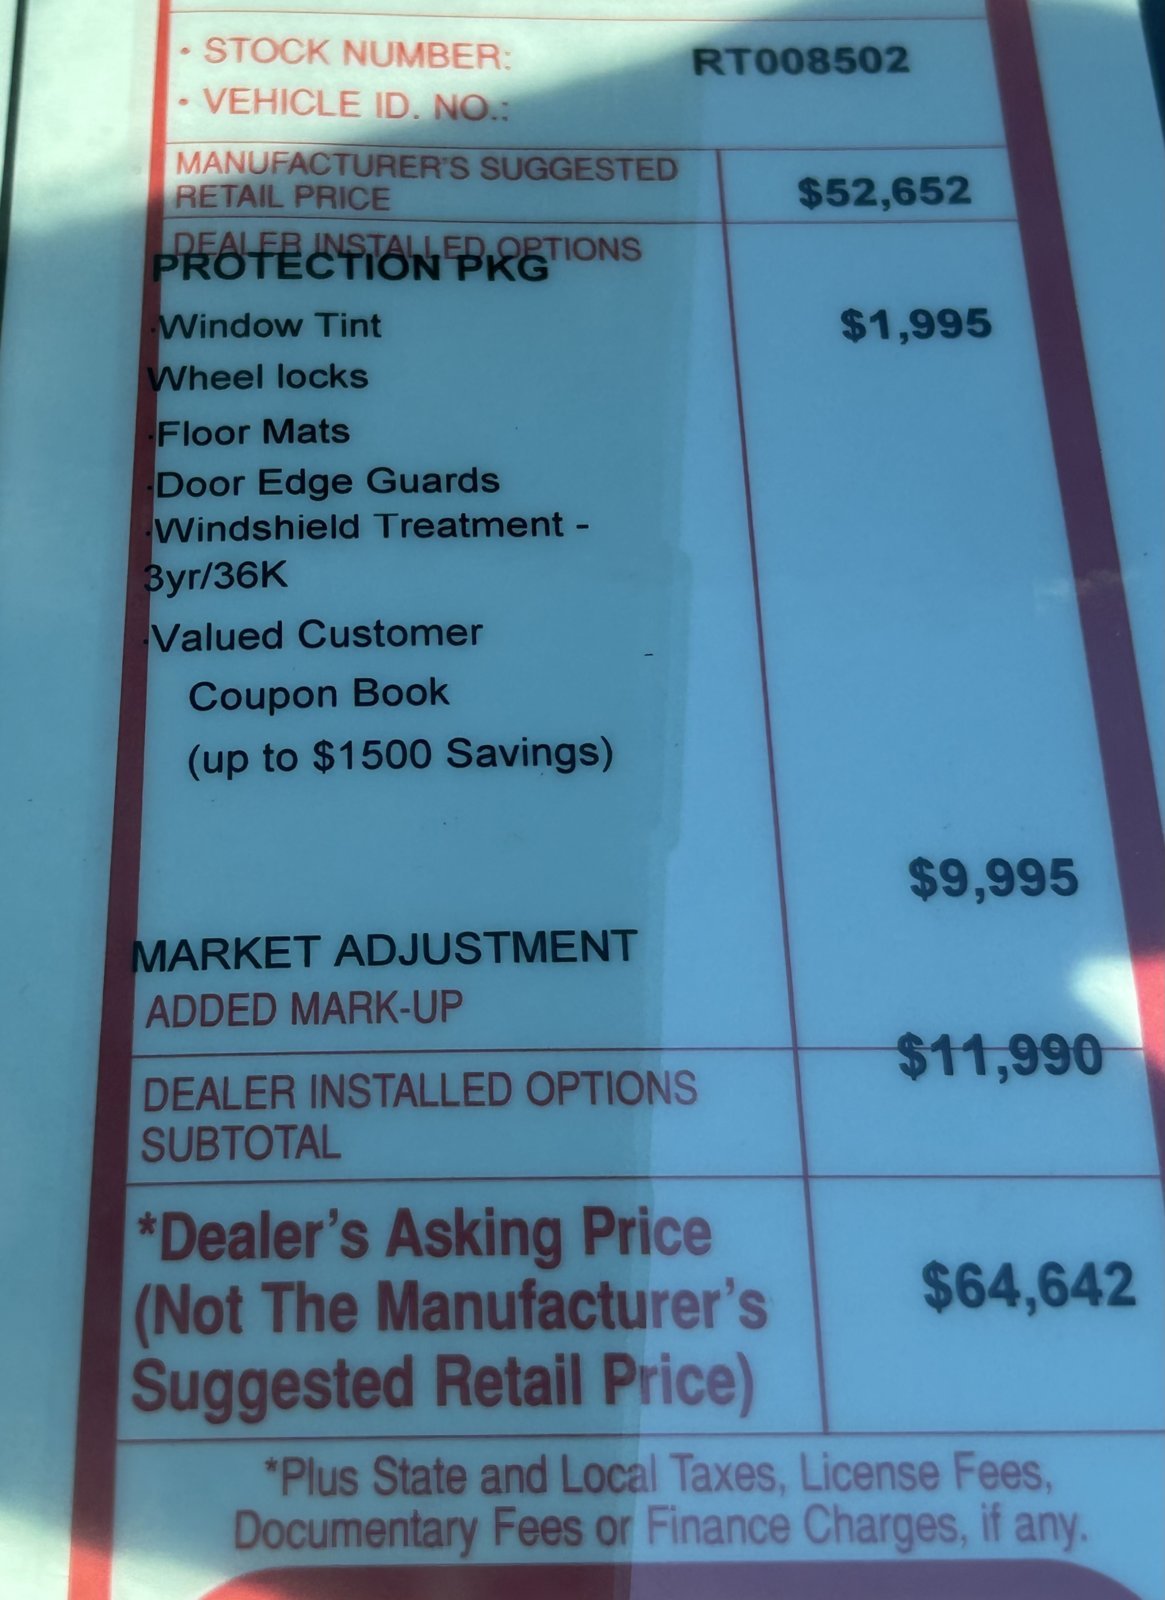 • STOCK NUMBER: RT008502
• VEHICLE ID. NO.:
MANUFACTURER'S SUGGESTED
RETAIL PRICE $52,652
DEALER INSTALLED OPTIONS
PROTECTION PKG
·Window Tint $1,995
Wheel locks
·Floor Mats
·Door Edge Guards
·Windshield Treatment -
3yr/36K
·Valued Customer
Coupon Book
(up to $1500 Savings)
$9,995
MARKET ADJUSTMENT
ADDED MARK-UP
$11,990
DEALER INSTALLED OPTIONS
SUBTOTAL
*Dealer's Asking Price
(Not The Manufacturer's $64,642
Suggested Retail Price)
*Plus State and Local Taxes, License Fees,
Documentary Fees or Finance Charges, if any.